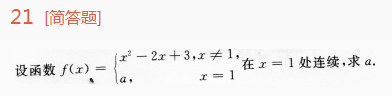 21 [简答题]
设函数 f(x) = { x² − 2x + 3, x ≠ 1,
a, x = 1
在 x = 1 处连续,求 a.